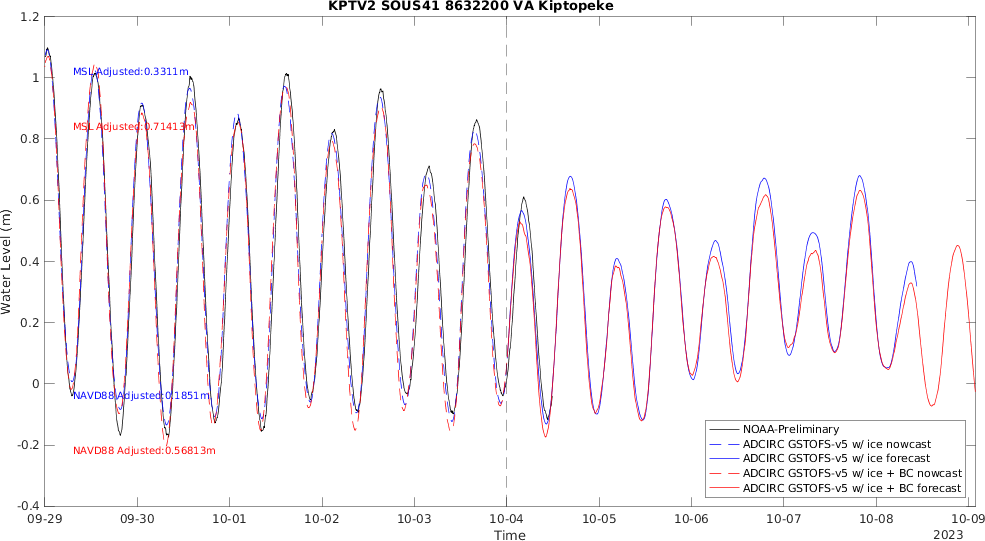 KPTV2 SOUS41 8632200 VA Kiptopeke
1.2
1
0.8
0.6
0.4
0.2
0
-0.2
-0.4
Water Level (m)
MSL Adjusted:0.3311m
MSL Adjusted:0.71413m
NAVD88 Adjusted:0.1851m
NAVD88 Adjusted:0.56813m
NOAA-Preliminary
ADCIRC GSTOFS-v5 w/ ice nowcast
ADCIRC GSTOFS-v5 w/ ice forecast
ADCIRC GSTOFS-v5 w/ ice + BC nowcast
ADCIRC GSTOFS-v5 w/ ice + BC forecast
09-29 09-30 10-01 10-02 10-03 10-04 10-05 10-06 10-07 10-08 10-09
Time
2023